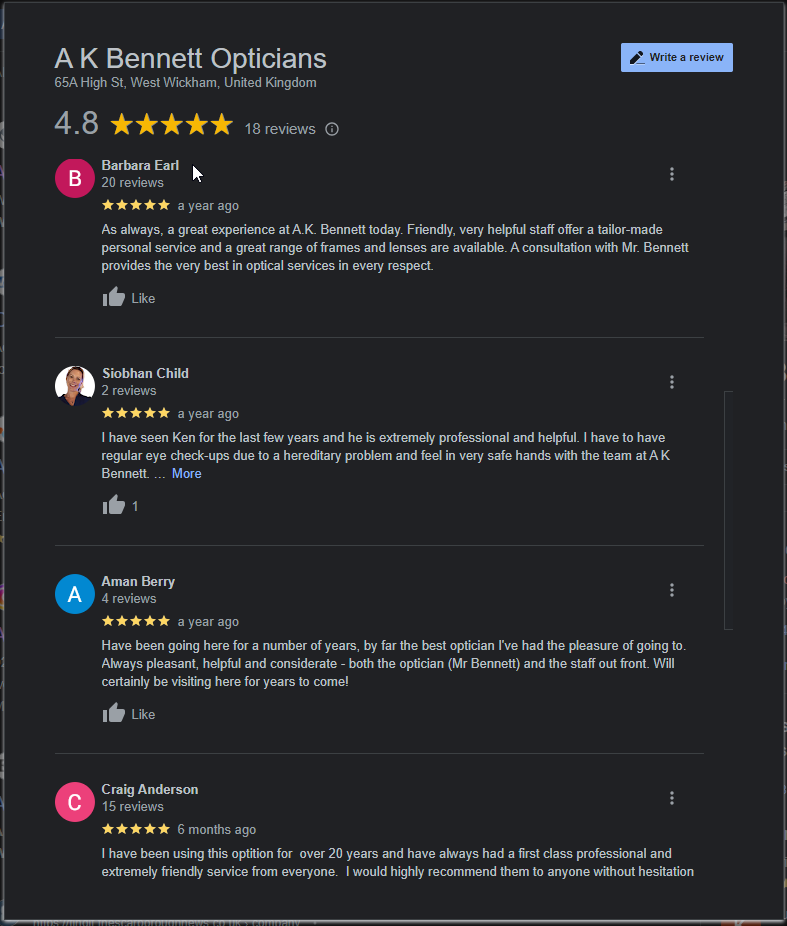 A K Bennett Opticians
Write a review
65A High St, West Wickham, United Kingdom
4.8
18 reviews
B
Barbara Earl
20 reviews
a year ago
As always, a great experience at A.K. Bennett today. Friendly, very helpful staff offer a tailor-made
personal service and a great range of frames and lenses are available. A consultation with Mr. Bennett
provides the very best in optical services in every respect.
Like
Siobhan Child
2 reviews
a year ago
I have seen Ken for the last few years and he is extremely professional and helpful. I have to have
regular eye check-ups due to a hereditary problem and feel in very safe hands with the team at A K
Bennett. … More
1
A
Aman Berry
4 reviews
a year ago
Have been going here for a number of years, by far the best optician I've had the pleasure of going to.
Always pleasant, helpful and considerate - both the optician (Mr Bennett) and the staff out front. Will
certainly be visiting here for years to come!
Like
C
Craig Anderson
15 reviews
6 months ago
I have been using this optition for  over 20 years and have always had a first class professional and
extremely friendly service from everyone.  I would highly recommend them to anyone without hesitation